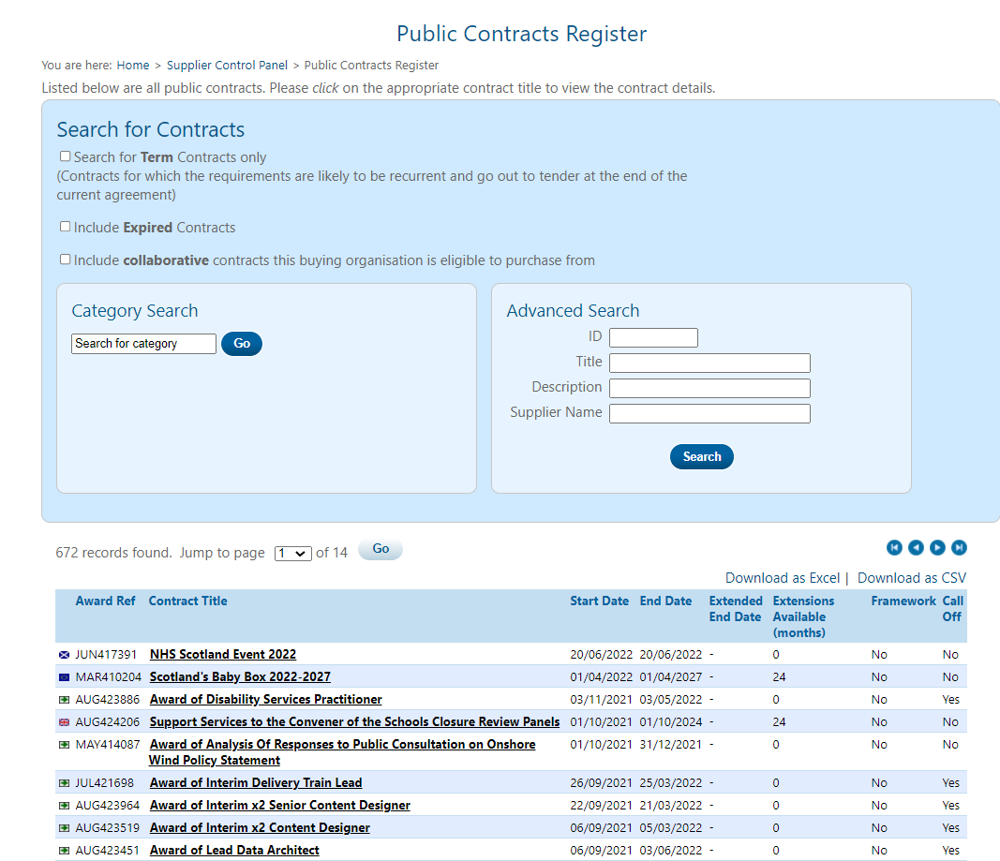 Public Contracts Register
You are here: Home > Supplier Control Panel > Public Contracts Register
Listed below are all public contracts. Please click on the appropriate contract title to view the contract details.
Search for Contracts
Search for Term Contracts only
(Contracts for which the requirements are likely to be recurrent and go out to tender at the end of the
current agreement)
Include Expired Contracts
Include collaborative contracts this buying organisation is eligible to purchase from
Category Search
Search for category Go
Advanced Search
ID
Title
Description
Supplier Name
Search
672 records found. Jump to page 1 of 14 Go
Download as Excel | Download as CSV
Award Ref Contract Title Start Date End Date Extended End Date Extensions Available (months) Framework Call Off
JUN417391 NHS Scotland Event 2022 20/06/2022 20/06/2022 - 0 No No
MAR410204 Scotland's Baby Box 2022-2027 01/04/2022 01/04/2027 - 24 No No
AUG423886 Award of Disability Services Practitioner 03/11/2021 03/05/2022 - 0 No Yes
AUG424206 Support Services to the Convener of the Schools Closure Review Panels 01/10/2021 01/10/2024 - 24 No No
MAY414087 Award of Analysis Of Responses to Public Consultation on Onshore 01/10/2021 31/12/2021 - 0 No No
Wind Policy Statement
JUL421698 Award of Interim Delivery Train Lead 26/09/2021 25/03/2022 - 0 No Yes
AUG423964 Award of Interim x2 Senior Content Designer 22/09/2021 21/03/2022 - 0 No Yes
AUG423519 Award of Interim x2 Content Designer 06/09/2021 05/03/2022 - 0 No Yes
AUG423451 Award of Lead Data Architect 06/09/2021 03/06/2022 - 0 No Yes